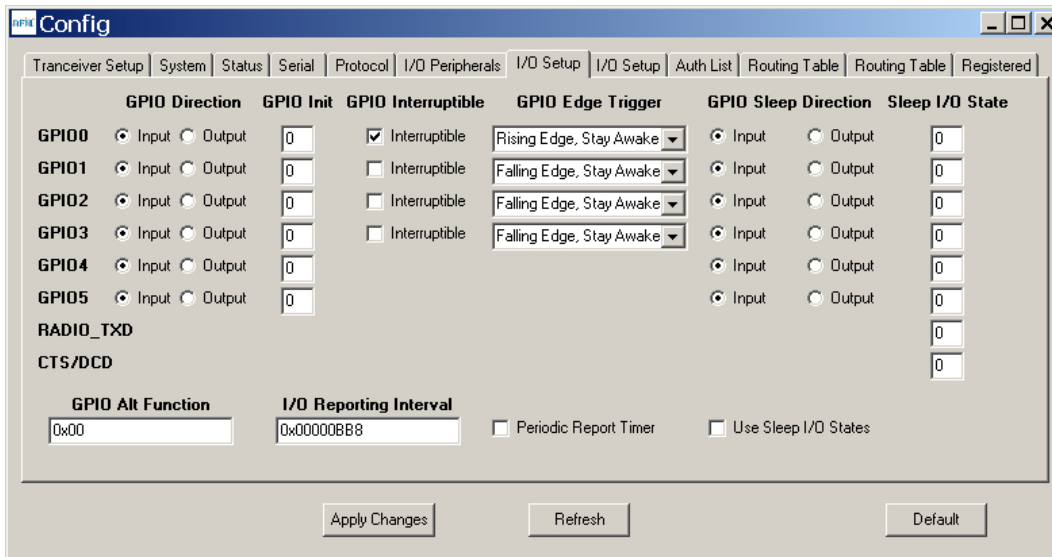 RFM Config
Tranceiver Setup System Status Serial Protocol I/O Peripherals I/O Setup I/O Setup Auth List Routing Table Routing Table Registered
GPIO Direction GPIO Init GPIO Interruptible GPIO Edge Trigger GPIO Sleep Direction Sleep I/O State
GPIO0 Input Output 0 Interruptible Rising Edge, Stay Awake Input Output 0
GPIO1 Input Output 0 Interruptible Falling Edge, Stay Awake Input Output 0
GPIO2 Input Output 0 Interruptible Falling Edge, Stay Awake Input Output 0
GPIO3 Input Output 0 Interruptible Falling Edge, Stay Awake Input Output 0
GPIO4 Input Output 0 Input Output 0
GPIO5 Input Output 0 Input Output 0
RADIO_TXD 0
CTS/DCD 0
GPIO Alt Function I/O Reporting Interval
0x00 0x00000BB8 Periodic Report Timer Use Sleep I/O States
Apply Changes Refresh Default